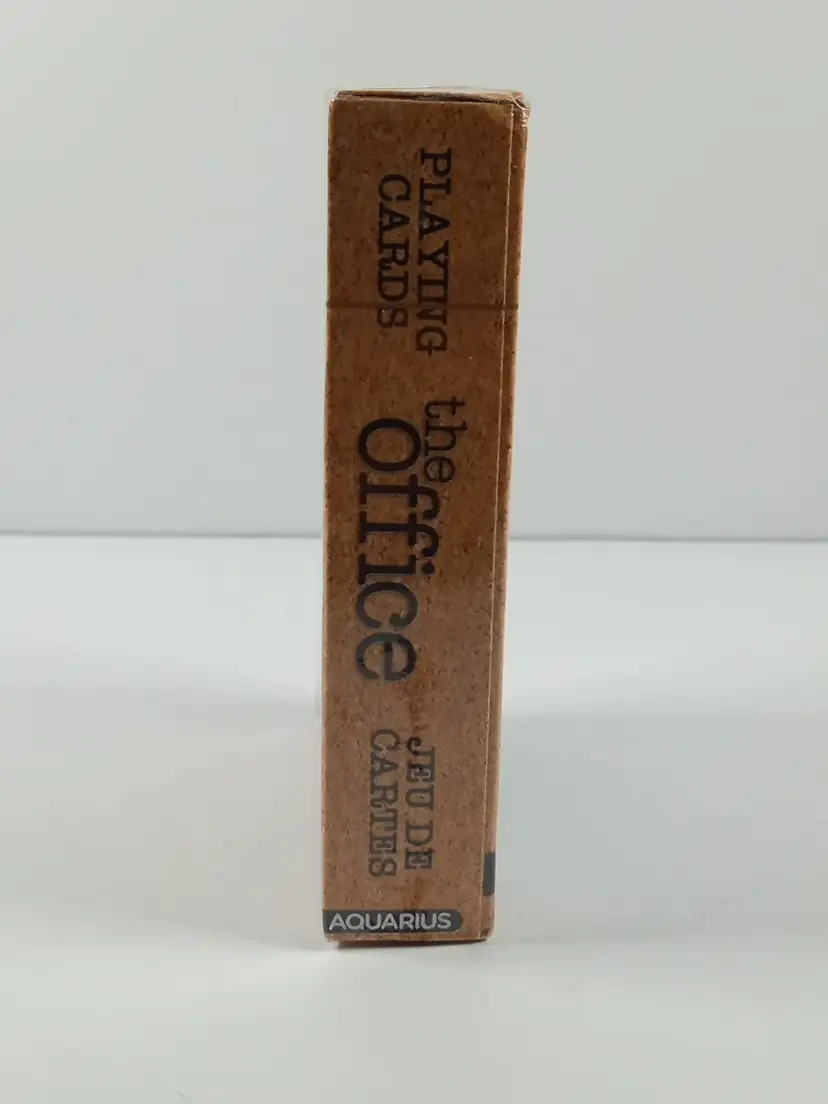 PLAYING
CARDS
the
office
JEU DE
CARTES
AQUARIUS